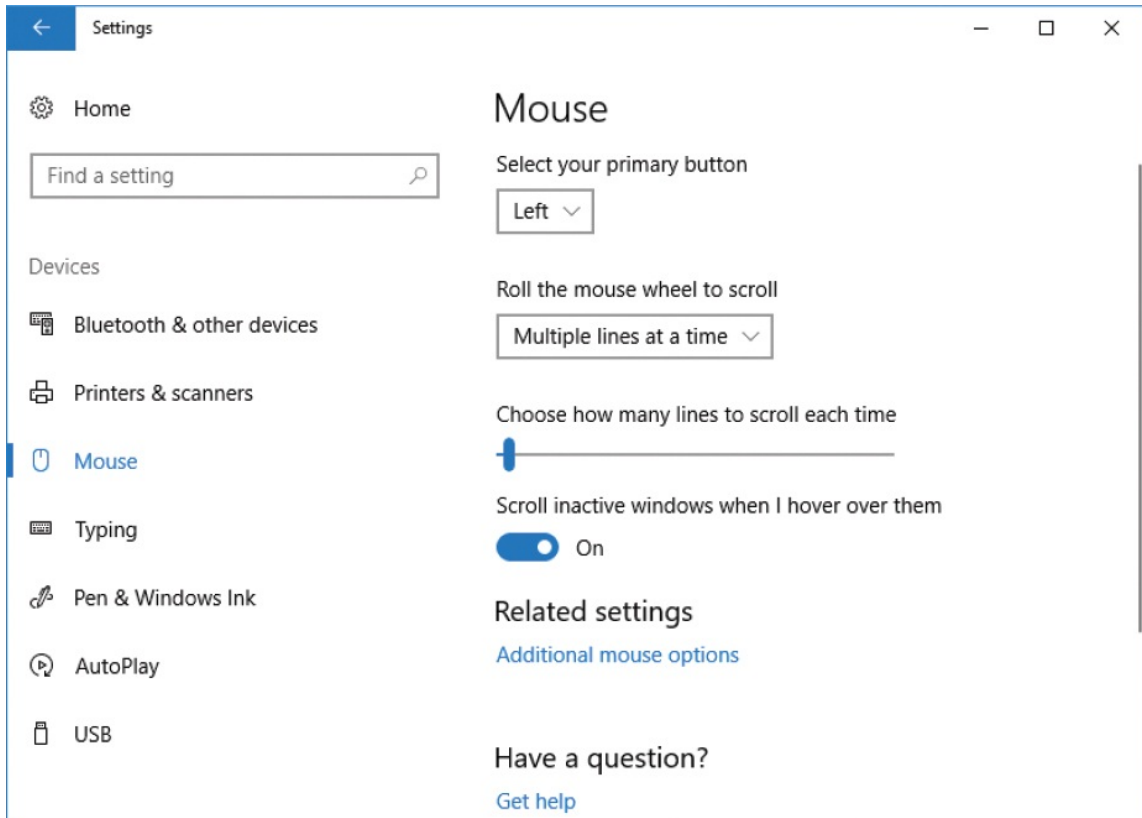 Settings
Home
Find a setting
Devices
Bluetooth & other devices
Printers & scanners
Mouse
Typing
Pen & Windows Ink
AutoPlay
USB
Mouse
Select your primary button
Left
Roll the mouse wheel to scroll
Multiple lines at a time
Choose how many lines to scroll each time
Scroll inactive windows when I hover over them
On
Related settings
Additional mouse options
Have a question?
Get help